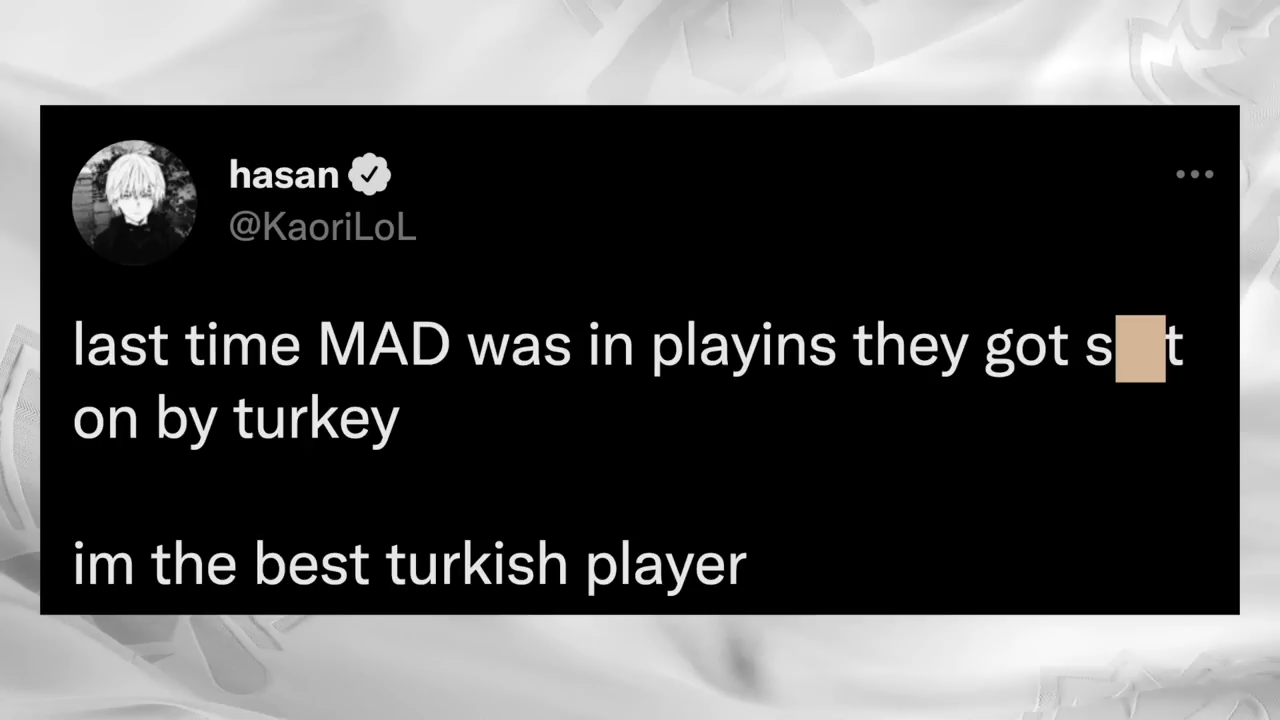 hasan
@KaoriLoL
last time MAD was in playins they got s t
on by turkey
im the best turkish player